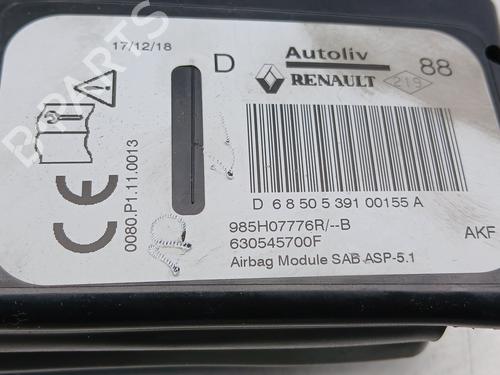 17/12/18
D
Autoliv
88
RENAULT
219
D 6 8 50 5 391 00155 A
0080.P1.11.0013
985H07776R/--B
630545700F
AKF
Airbag Module SAB ASP-5.1
B-PARTS